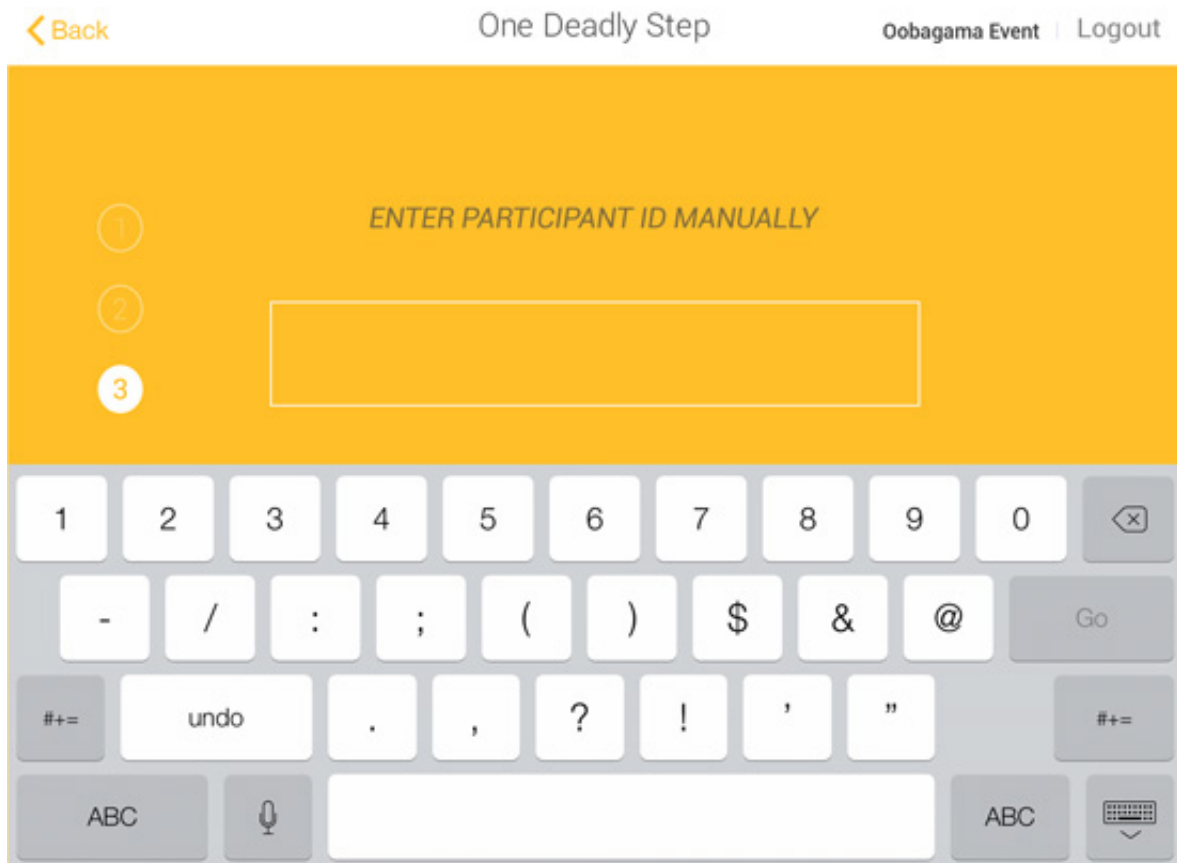 Back One Deadly Step Oobagama Event Logout
1
ENTER PARTICIPANT ID MANUALLY
2
3
1 2 3 4 5 6 7 8 9 0
- / : ; ( ) $ & @ Go
#+= undo . , ? ! ' ” #+=
ABC ABC